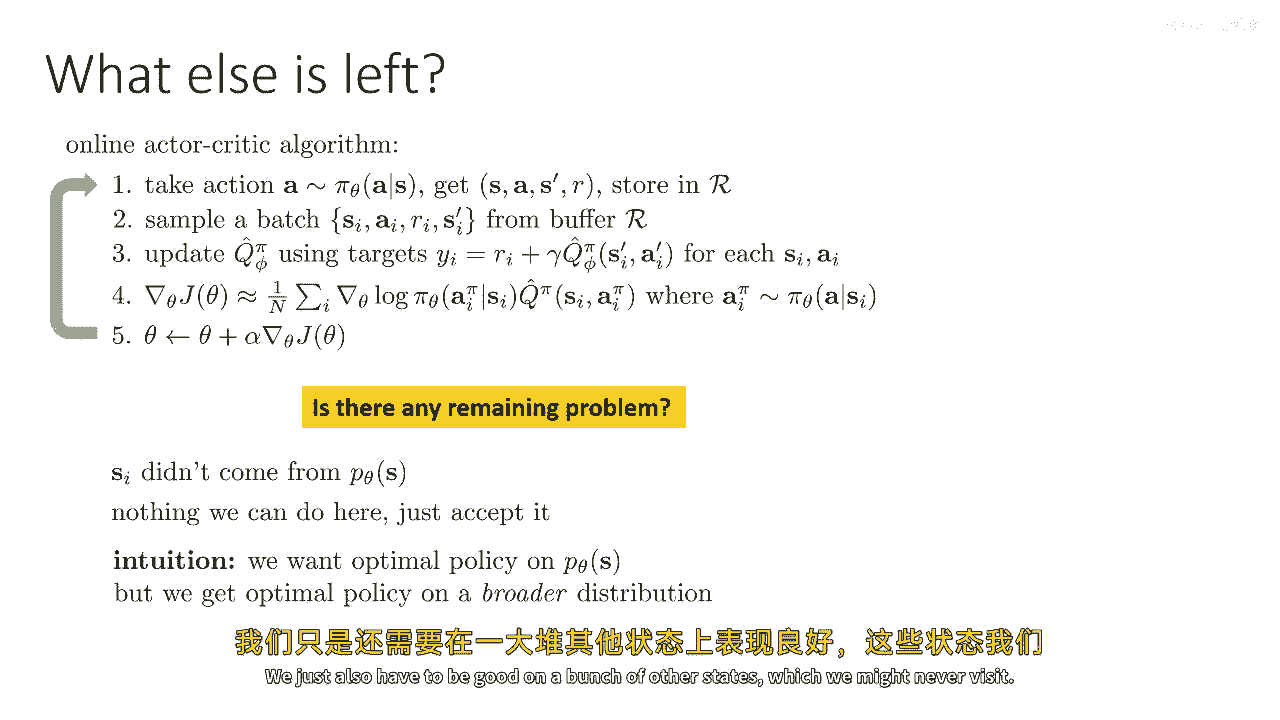 What else is left?
online actor-critic algorithm:
1. take action $\mathbf{a} \sim \pi_\theta(\mathbf{a}|\mathbf{s})$, get $(\mathbf{s}, \mathbf{a}, \mathbf{s}', r)$, store in $\mathcal{R}$
2. sample a batch $\{\mathbf{s}_i, \mathbf{a}_i, r_i, \mathbf{s}'_i\}$ from buffer $\mathcal{R}$
3. update $\hat{Q}^\pi_\phi$ using targets $y_i = r_i + \gamma \hat{Q}^\pi_\phi(\mathbf{s}'_i, \mathbf{a}'_i)$ for each $\mathbf{s}_i, \mathbf{a}_i$
4. $\nabla_\theta J(\theta) \approx \frac{1}{N} \sum_i \nabla_\theta \log \pi_\theta(\mathbf{a}^\pi_i|\mathbf{s}_i) \hat{Q}^\pi(\mathbf{s}_i, \mathbf{a}^\pi_i)$ where $\mathbf{a}^\pi_i \sim \pi_\theta(\mathbf{a}|\mathbf{s}_i)$
5. $\theta \leftarrow \theta + \alpha \nabla_\theta J(\theta)$
Is there any remaining problem?
$\mathbf{s}_i$ didn't come from $p_\theta(\mathbf{s})$
nothing we can do here, just accept it
intuition: we want optimal policy on $p_\theta(\mathbf{s})$
but we get optimal policy on a broader distribution
我们只是还需要在一大堆其他状态上表现良好，这些状态我们
We just also have to be good on a bunch of other states, which we might never visit.